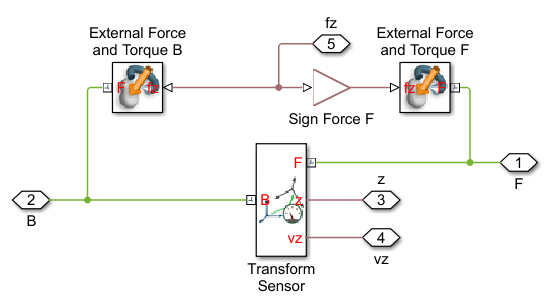 External Force
and Torque B
fz
5
External Force
and Torque F
F
fz
fz
F
Sign Force F
F
B
z
vz
2
B
1
F
z
3
4
vz
Transform
Sensor